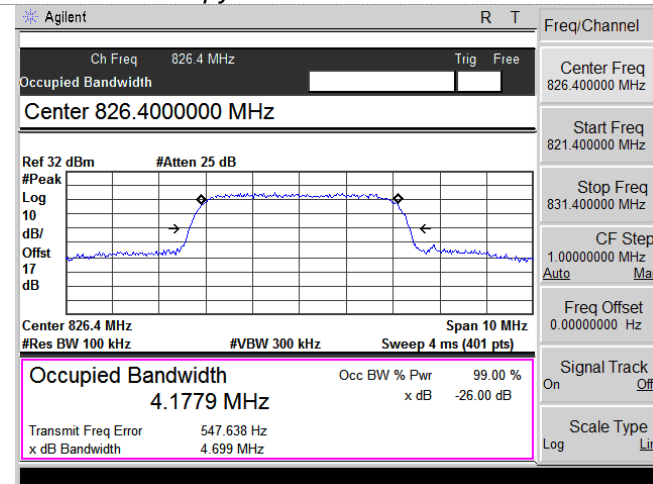 Agilent R T
Ch Freq 826.4 MHz Trig Free
Occupied Bandwidth
Center 826.4000000 MHz
Ref 32 dBm #Atten 25 dB
#Peak
Log
10
dB/
Offst
17
dB
Center 826.4 MHz Span 10 MHz
#Res BW 100 kHz #VBW 300 kHz Sweep 4 ms (401 pts)
Occupied Bandwidth Occ BW % Pwr 99.00 %
4.1779 MHz x dB -26.00 dB
Transmit Freq Error 547.638 Hz
x dB Bandwidth 4.699 MHz
Freq/Channel
Center Freq
826.400000 MHz
Start Freq
821.400000 MHz
Stop Freq
831.400000 MHz
CF Step
1.00000000 MHz
Auto Ma
Freq Offset
0.00000000 Hz
Signal Track
On Off
Scale Type
Log Lin